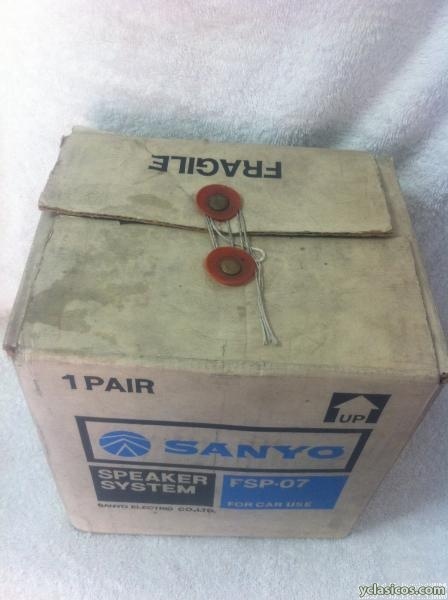 FRAGILE
1 PAIR
UP
SANYO
SPEAKER SYSTEM
FSP-07
FOR CAR USE
SANYO ELECTRIC CO.,LTD.
yclasicos.com